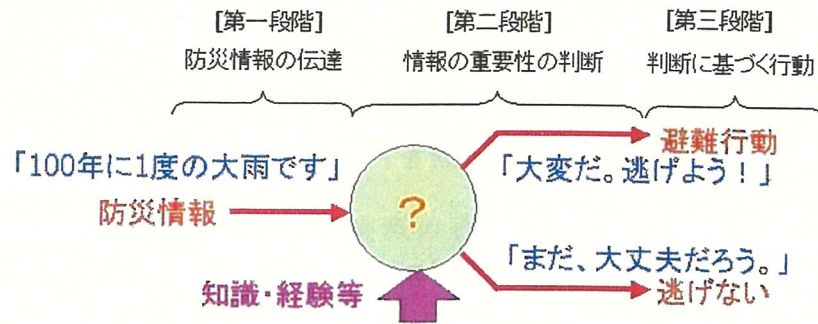 [第一段階] [第二段階] [第三段階]
防災情報の伝達 情報の重要性の判断 判断に基づく行動
避難行動
「100年に1度の大雨です」 「大変だ。逃げよう!」
防災情報 ?
「まだ、大丈夫だろう。」
知識・経験等 逃げない